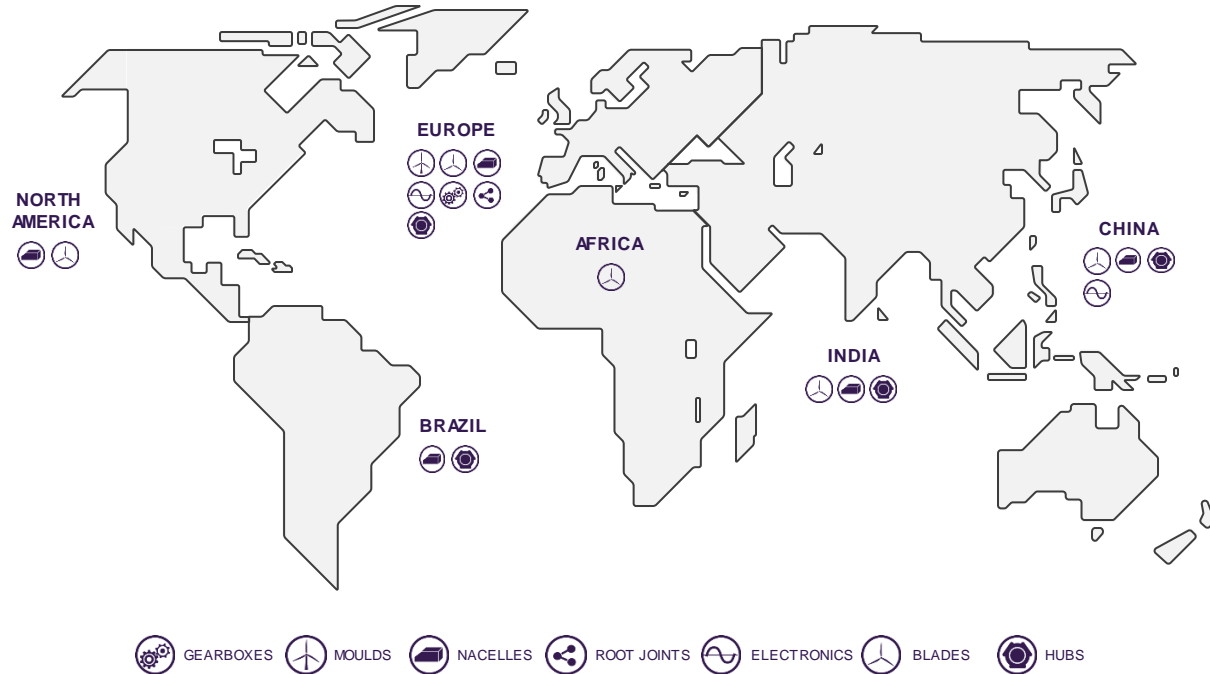 EUROPE
NORTH
AMERICA
AFRICA
CHINA
INDIA
BRAZIL
GEARBOXES MOULDS NACELLES ROOT JOINTS ELECTRONICS BLADES HUBS